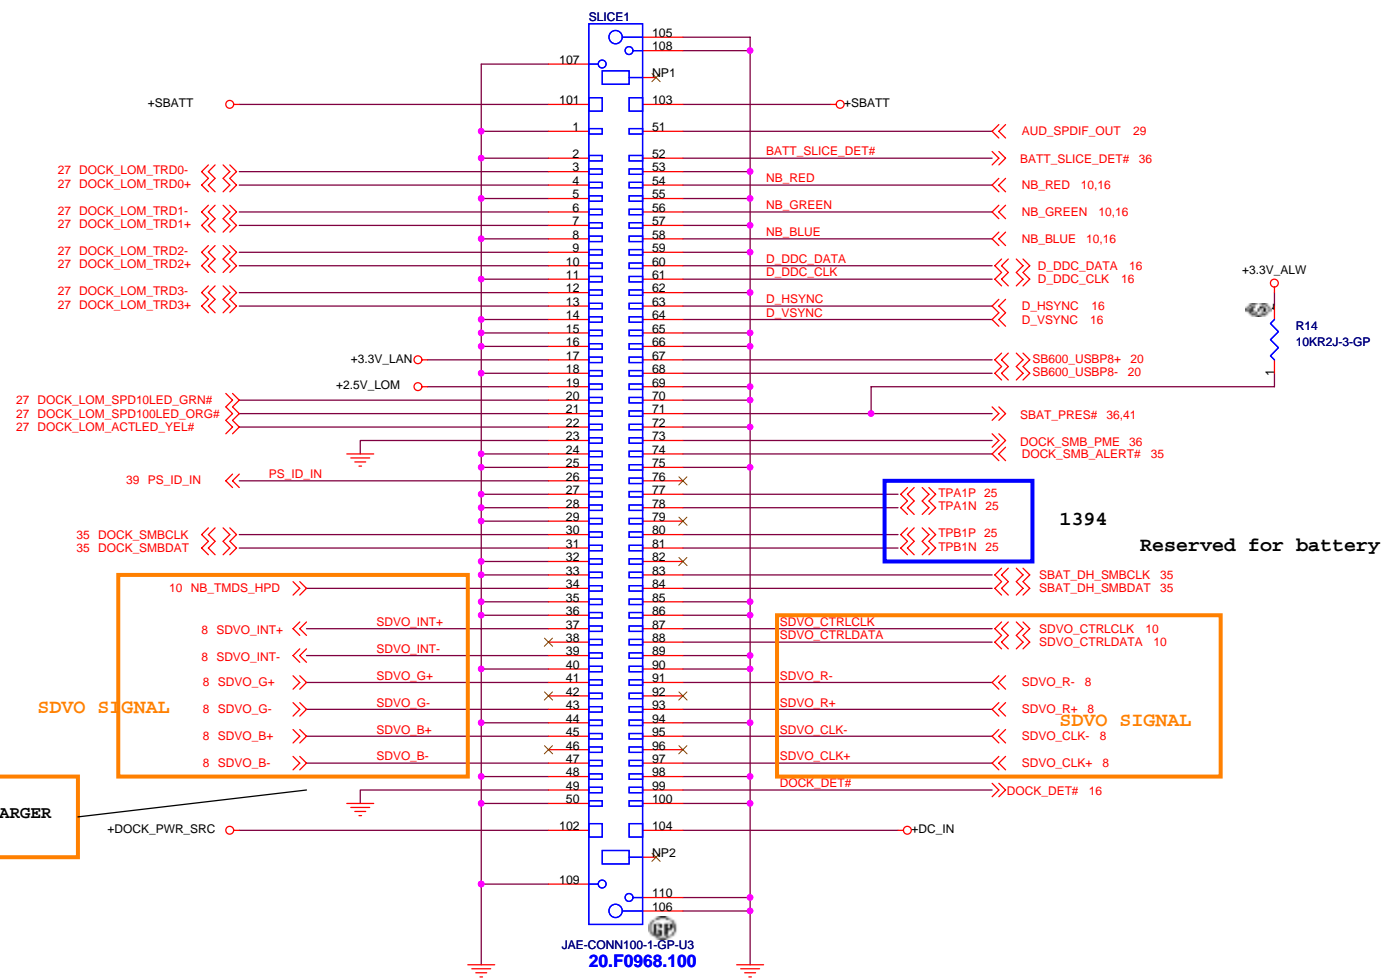 SLICE1
105
108
107
NP1
+SBATT 101 103 +SBATT
1 51 AUD_SPDIF_OUT 29
2 52 BATT_SLICE_DET# BATT_SLICE_DET# 36
27 DOCK_LOM_TRD0- 3 53
27 DOCK_LOM_TRD0+ 4 54 NB_RED NB_RED 10,16
5 55
27 DOCK_LOM_TRD1- 6 56 NB_GREEN NB_GREEN 10,16
27 DOCK_LOM_TRD1+ 7 57
8 58 NB_BLUE NB_BLUE 10,16
27 DOCK_LOM_TRD2- 9 59
27 DOCK_LOM_TRD2+ 10 60 D_DDC_DATA D_DDC_DATA 16
11 61 D_DDC_CLK D_DDC_CLK 16
27 DOCK_LOM_TRD3- 12 62
27 DOCK_LOM_TRD3+ 13 63 D_HSYNC D_HSYNC 16
14 64 D_VSYNC D_VSYNC 16
+3.3V_ALW
R14
10KR2J-3-GP
1
15 65
16 66
+3.3V_LAN 17 67 SB600_USBP8+ 20
18 68 SB600_USBP8- 20
+2.5V_LOM 19 69
27 DOCK_LOM_SPD10LED_GRN# 20 70
27 DOCK_LOM_SPD100LED_ORG# 21 71 SBAT_PRES# 36,41
27 DOCK_LOM_ACTLED_YEL# 22 72
23 73 DOCK_SMB_PME 36
24 74 DOCK_SMB_ALERT# 35
25 75
39 PS_ID_IN PS_ID_IN 26 76
27 77 TPA1P 25
28 78 TPA1N 25
29 79
1394
35 DOCK_SMBCLK 30 80 TPB1P 25
35 DOCK_SMBDAT 31 81 TPB1N 25
Reserved for battery
32 82
33 83 SBAT_DH_SMBCLK 35
10 NB_TMDS_HPD 34 84 SBAT_DH_SMBDAT 35
35 85
36 86
8 SDVO_INT+ SDVO_INT+ 37 87 SDVO_CTRLCLK SDVO_CTRLCLK 10
38 88 SDVO_CTRLDATA SDVO_CTRLDATA 10
8 SDVO_INT- SDVO_INT- 39 89
40 90
8 SDVO_G+ SDVO_G+ 41 91 SDVO_R- SDVO_R- 8
42 92
SDVO SIGNAL
8 SDVO_G- SDVO_G- 43 93 SDVO_R+ SDVO_R+ 8
SDVO SIGNAL
44 94
8 SDVO_B+ SDVO_B+ 45 95 SDVO_CLK- SDVO_CLK- 8
46 96
8 SDVO_B- SDVO_B- 47 97 SDVO_CLK+ SDVO_CLK+ 8
48 98
49 99 DOCK_DET# DOCK_DET# 16
50 100
ARGER
+DOCK_PWR_SRC 102 104 +DC_IN
NP2
109
110
106
GP
JAE-CONN100-1-GP-U3
20.F0968.100